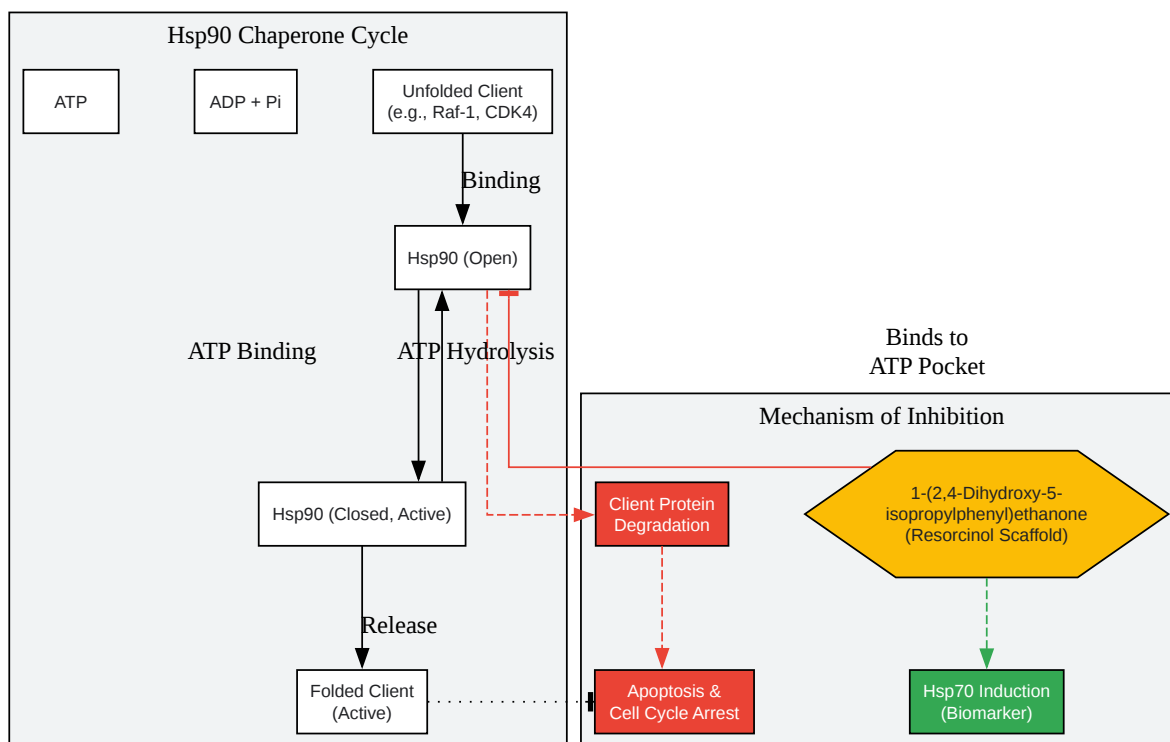 Hsp90 Chaperone Cycle
ATP
ADP + Pi
Unfolded Client
(e.g., Raf-1, CDK4)
Binding
Hsp90 (Open)
ATP Binding
ATP Hydrolysis
Binds to
ATP Pocket
Mechanism of Inhibition
Hsp90 (Closed, Active)
Client Protein
Degradation
1-(2,4-Dihydroxy-5-
isopropylphenyl)ethanone
(Resorcinol Scaffold)
Release
Folded Client
(Active)
Apoptosis &
Cell Cycle Arrest
Hsp70 Induction
(Biomarker)